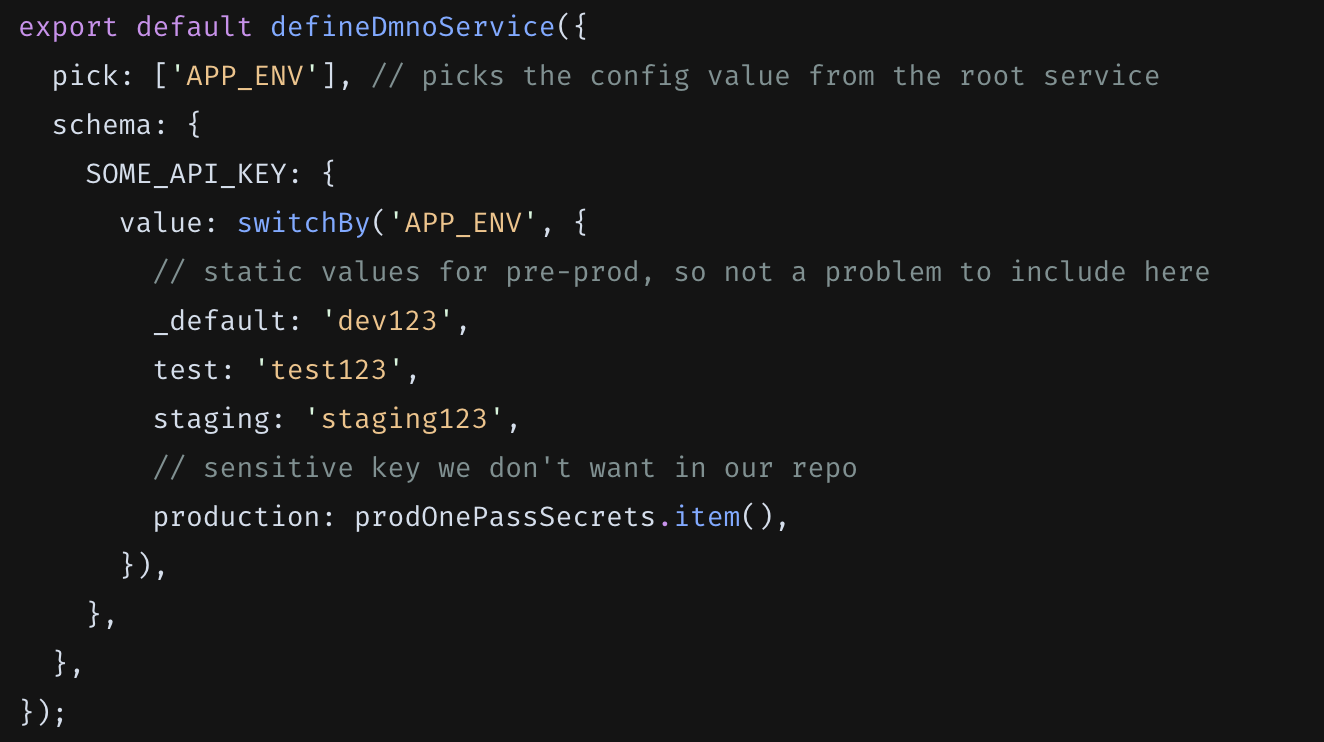 export default defineDmnoService({
  pick: ['APP_ENV'], // picks the config value from the root service
  schema: {
    SOME_API_KEY: {
      value: switchBy('APP_ENV', {
        // static values for pre-prod, so not a problem to include here
        _default: 'dev123',
        test: 'test123',
        staging: 'staging123',
        // sensitive key we don't want in our repo
        production: prodOnePassSecrets.item(),
      }),
    },
  },
});